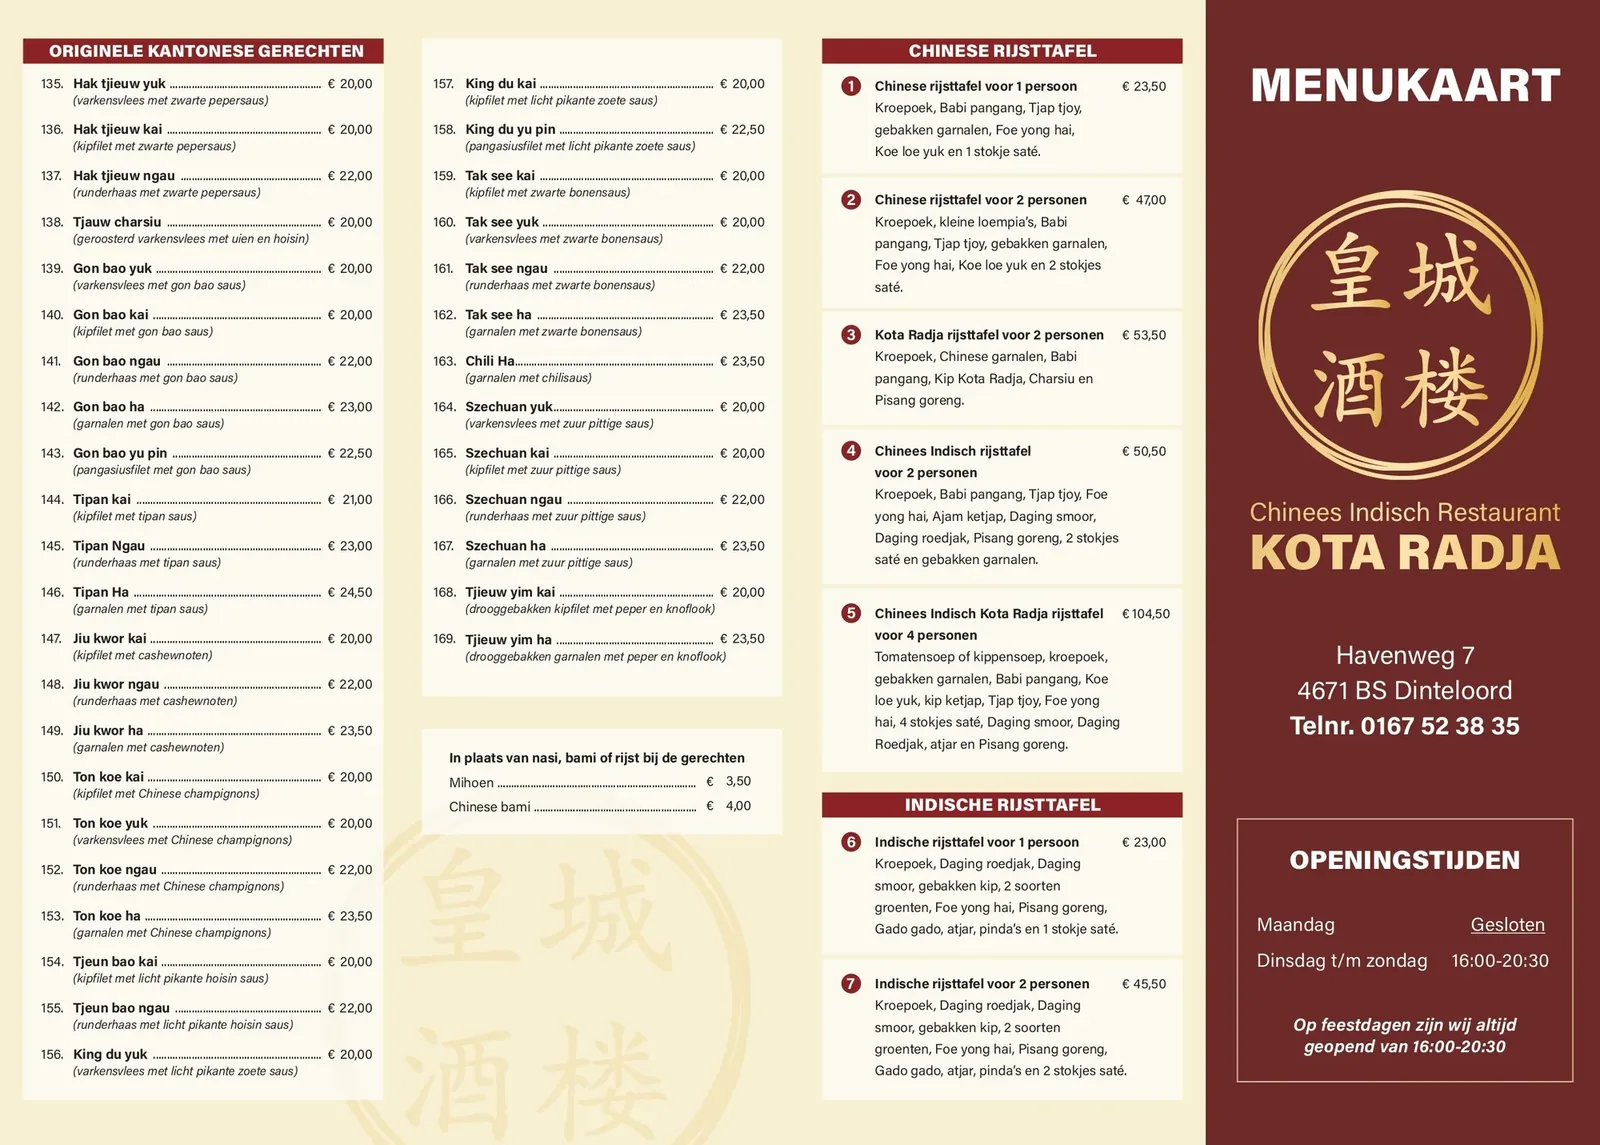 ORIGINELE KANTONESE GERECHTEN
135. Hak tjieuw yuk € 20,00
(varkensvlees met zwarte pepersaus)
136. Hak tjieuw kai € 20,00
(kipfilet met zwarte pepersaus)
137. Hak tjieuw ngau € 22,00
(runderhaas met zwarte pepersaus)
138. Tjauw charsiu € 20,00
(geroosterd varkensvlees met uien en hoisin)
139. Gon bao yuk € 20,00
(varkensvlees met gon bao saus)
140. Gon bao kai € 20,00
(kipfilet met gon bao saus)
141. Gon bao ngau € 22,00
(runderhaas met gon bao saus)
142. Gon bao ha € 23,00
(garnalen met gon bao saus)
143. Gon bao yu pin € 22,50
(pangasiusfilet met gon bao saus)
144. Tipan kai € 21,00
(kipfilet met tipan saus)
145. Tipan Ngau € 23,00
(runderhaas met tipan saus)
146. Tipan Ha € 24,50
(garnalen met tipan saus)
147. Jiu kwor kai € 20,00
(kipfilet met cashewnoten)
148. Jiu kwor ngau € 22,00
(runderhaas met cashewnoten)
149. Jiu kwor ha € 23,50
(garnalen met cashewnoten)
150. Ton koe kai € 20,00
(kipfilet met Chinese champignons)
151. Ton koe yuk € 20,00
(varkensvlees met Chinese champignons)
152. Ton koe ngau € 22,00
(runderhaas met Chinese champignons)
153. Ton koe ha € 23,50
(garnalen met Chinese champignons)
154. Tjeun bao kai € 20,00
(kipfilet met licht pikante hoisin saus)
155. Tjeun bao ngau € 22,00
(runderhaas met licht pikante hoisin saus)
156. King du yuk € 20,00
(varkensvlees met licht pikante zoete saus)
157. King du kai € 20,00
(kipfilet met licht pikante zoete saus)
158. King du yu pin € 22,50
(pangasiusfilet met licht pikante zoete saus)
159. Tak see kai € 20,00
(kipfilet met zwarte bonensaus)
160. Tak see yuk € 20,00
(varkensvlees met zwarte bonensaus)
161. Tak see ngau € 22,00
(runderhaas met zwarte bonensaus)
162. Tak see ha € 23,50
(garnalen met zwarte bonensaus)
163. Chili Ha € 23,50
(garnalen met chilisaus)
164. Szechuan yuk € 20,00
(varkensvlees met zuur pittige saus)
165. Szechuan kai € 20,00
(kipfilet met zuur pittige saus)
166. Szechuan ngau € 22,00
(runderhaas met zuur pittige saus)
167. Szechuan ha € 23,50
(garnalen met zuur pittige saus)
168. Tjieuw yim kai € 20,00
(drooggebakken kipfilet met peper en knoflook)
169. Tjieuw yim ha € 23,50
(drooggebakken garnalen met peper en knoflook)
In plaats van nasi, bami of rijst bij de gerechten
Mihoen € 3,50
Chinese bami € 4,00
皇城
酒楼
CHINESE RIJSTTAFEL
1 Chinese rijsttafel voor 1 persoon € 23,50
Kroepoek, Babi pangang, Tjap tjoy,
gebakken garnalen, Foe yong hai,
Koe loe yuk en 1 stokje saté.
2 Chinese rijsttafel voor 2 personen € 47,00
Kroepoek, kleine loempia's, Babi
pangang, Tjap tjoy, gebakken garnalen,
Foe yong hai, Koe loe yuk en 2 stokjes
saté.
3 Kota Radja rijsttafel voor 2 personen € 53,50
Kroepoek, Chinese garnalen, Babi
pangang, Kip Kota Radja, Charsiu en
Pisang goreng.
4 Chinees Indisch rijsttafel € 50,50
voor 2 personen
Kroepoek, Babi pangang, Tjap tjoy, Foe
yong hai, Ajam ketjap, Daging smoor,
Daging roedjak, Pisang goreng, 2 stokjes
saté en gebakken garnalen.
5 Chinees Indisch Kota Radja rijsttafel € 104,50
voor 4 personen
Tomatensoep of kippensoep, kroepoek,
gebakken garnalen, Babi pangang, Koe
loe yuk, kip ketjap, Tjap tjoy, Foe yong
hai, 4 stokjes saté, Daging smoor, Daging
Roedjak, atjar en Pisang goreng.
INDISCHE RIJSTTAFEL
6 Indische rijsttafel voor 1 persoon € 23,00
Kroepoek, Daging roedjak, Daging
smoor, gebakken kip, 2 soorten
groenten, Foe yong hai, Pisang goreng,
Gado gado, atjar, pinda's en 1 stokje saté.
7 Indische rijsttafel voor 2 personen € 45,50
Kroepoek, Daging roedjak, Daging
smoor, gebakken kip, 2 soorten
groenten, Foe yong hai, Pisang goreng,
Gado gado, atjar, pinda's en 2 stokjes saté.
MENUKAART
皇城
酒楼
Chinees Indisch Restaurant
KOTA RADJA
Havenweg 7
4671 BS Dinteloord
Telnr. 0167 52 38 35
OPENINGSTIJDEN
Maandag Gesloten
Dinsdag t/m zondag 16:00-20:30
Op feestdagen zijn wij altijd
geopend van 16:00-20:30